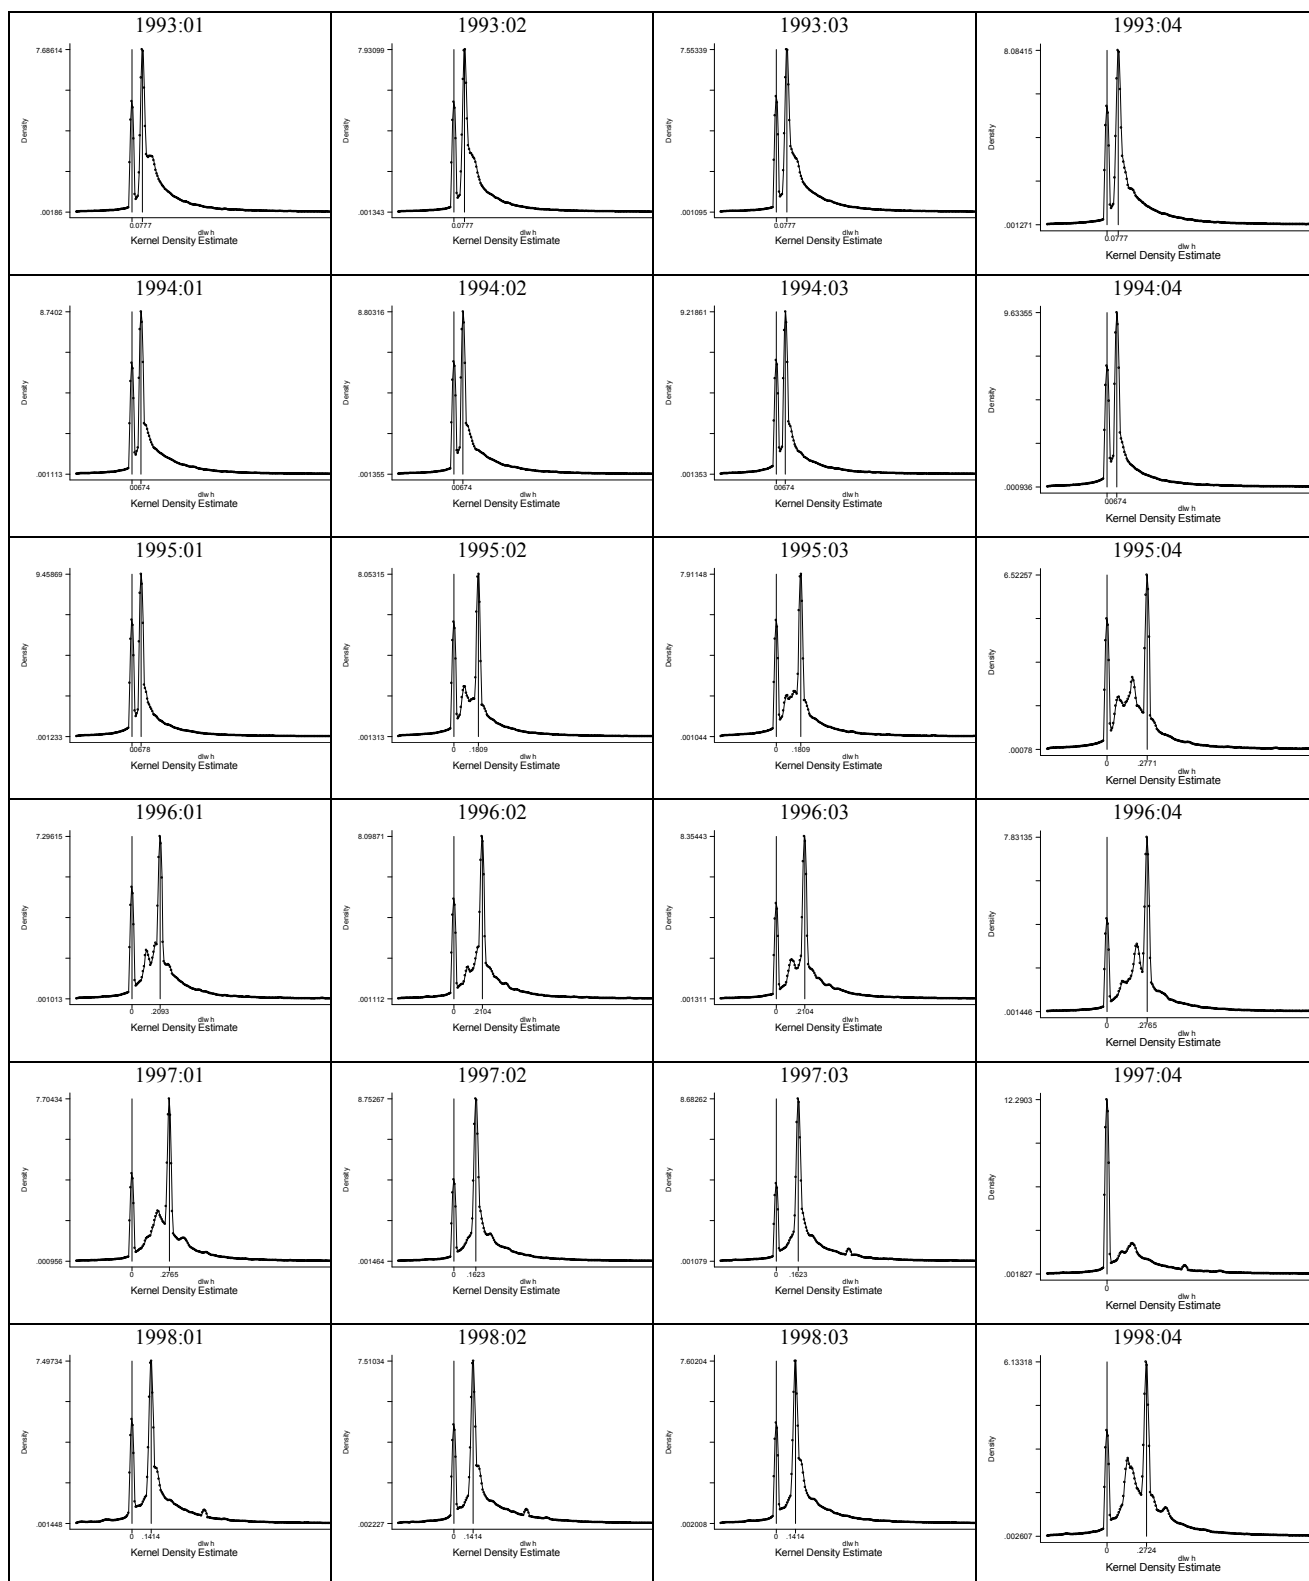 1993:01
7.68614
Density
.00186
0.0777
dlw h
Kernel Density Estimate
1993:02
7.93099
Density
.001343
0.0777
dlw h
Kernel Density Estimate
1993:03
7.55339
Density
.001095
0.0777
dlw h
Kernel Density Estimate
1993:04
8.08415
Density
.001271
0.0777
dlw h
Kernel Density Estimate
1994:01
8.7402
Density
.001113
00674
dlw h
Kernel Density Estimate
1994:02
8.80316
Density
.001355
00674
dlw h
Kernel Density Estimate
1994:03
9.21861
Density
.001353
00674
dlw h
Kernel Density Estimate
1994:04
9.63355
Density
.000936
00674
dlw h
Kernel Density Estimate
1995:01
9.45869
Density
.001233
00678
dlw h
Kernel Density Estimate
1995:02
8.05315
Density
.001313
0 .1809
dlw h
Kernel Density Estimate
1995:03
7.91148
Density
.001044
0 .1809
dlw h
Kernel Density Estimate
1995:04
6.52257
Density
.00078
0 .2771
dlw h
Kernel Density Estimate
1996:01
7.29615
Density
.001013
0 .2093
dlw h
Kernel Density Estimate
1996:02
8.09871
Density
.001112
0 .2104
dlw h
Kernel Density Estimate
1996:03
8.35443
Density
.001311
0 .2104
dlw h
Kernel Density Estimate
1996:04
7.83135
Density
.001446
0 .2765
dlw h
Kernel Density Estimate
1997:01
7.70434
Density
.000956
0 .2765
dlw h
Kernel Density Estimate
1997:02
8.75267
Density
.001464
0 .1623
dlw h
Kernel Density Estimate
1997:03
8.68262
Density
.001079
0 .1623
dlw h
Kernel Density Estimate
1997:04
12.2903
Density
.001827
0
dlw h
Kernel Density Estimate
1998:01
7.49734
Density
.001448
0 .1414
dlw h
Kernel Density Estimate
1998:02
7.51034
Density
.002227
0 .1414
dlw h
Kernel Density Estimate
1998:03
7.60204
Density
.002008
0 .1414
dlw h
Kernel Density Estimate
1998:04
6.13318
Density
.002607
0 .2724
dlw h
Kernel Density Estimate